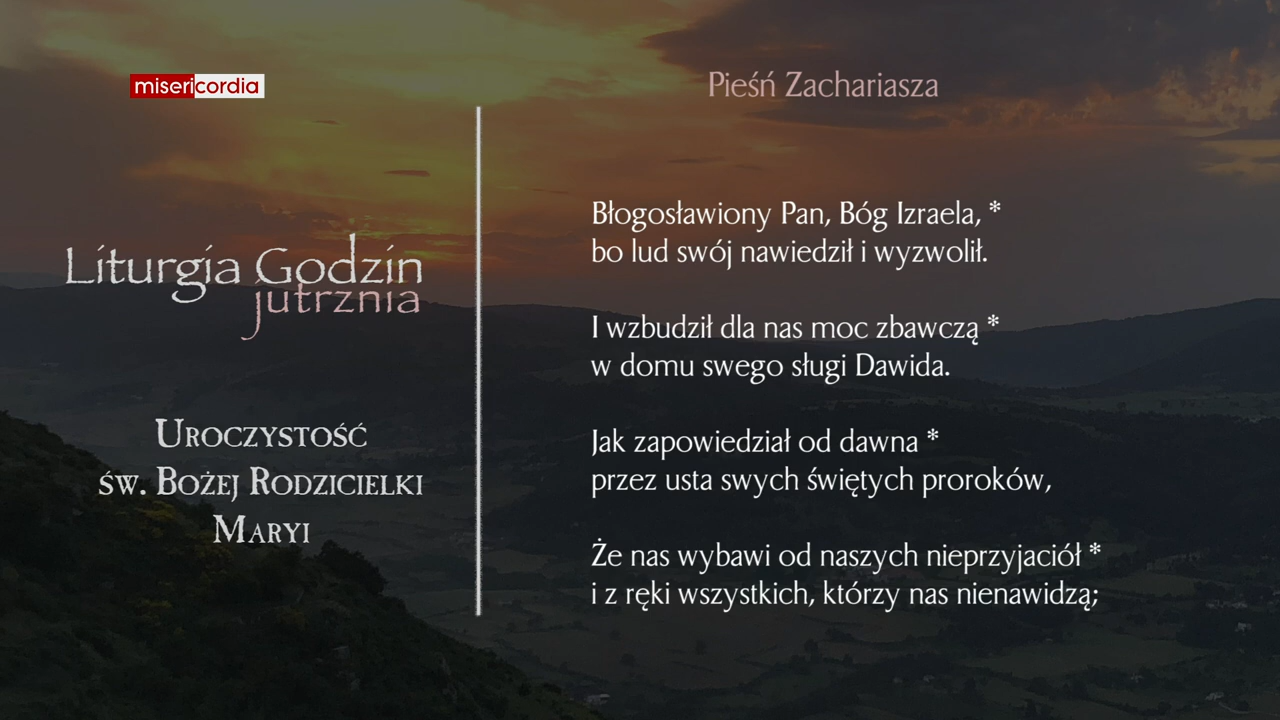 misericordia
Liturgia Godzin
jutrznia
Uroczystość
św. Bożej Rodzicielki
Maryi
Pieśń Zachariasza
Błogosławiony Pan, Bóg Izraela, *
bo lud swój nawiedził i wyzwolił.
I wzbudził dla nas moc zbawczą *
w domu swego sługi Dawida.
Jak zapowiedział od dawna *
przez usta swych świętych proroków,
Że nas wybawi od naszych nieprzyjaciół *
i z ręki wszystkich, którzy nas nienawidzą;